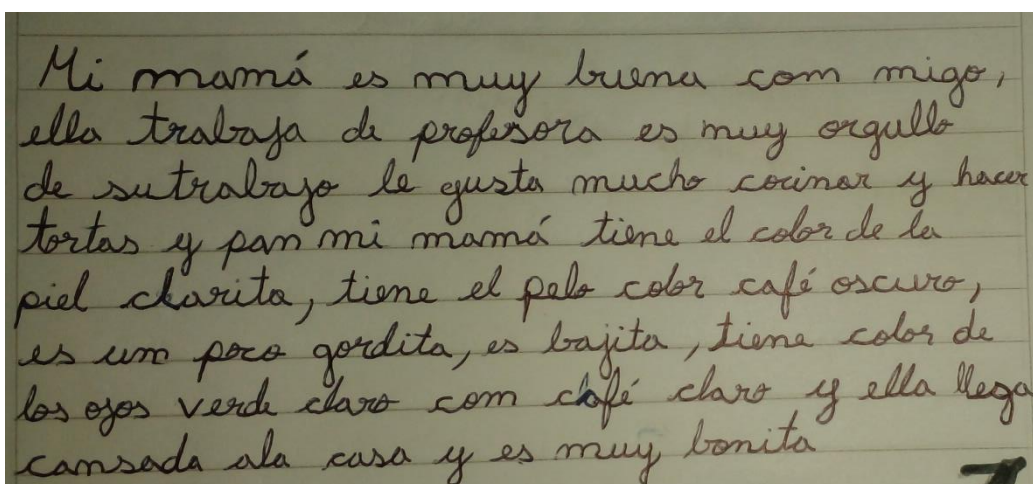 Mi mamá es muy buena com migo,
ella trabaja de profesora es muy orgullo
de sutrabajo le gusta mucho cocinar y hacer
tortas y pan mi mamá tiene el color de la
piel clarita, tiene el pelo color café oscuro,
es um poco gordita, es bajita, tiene color de
los ojos verde claro com café claro y ella llega
cansada ala casa y es muy bonita